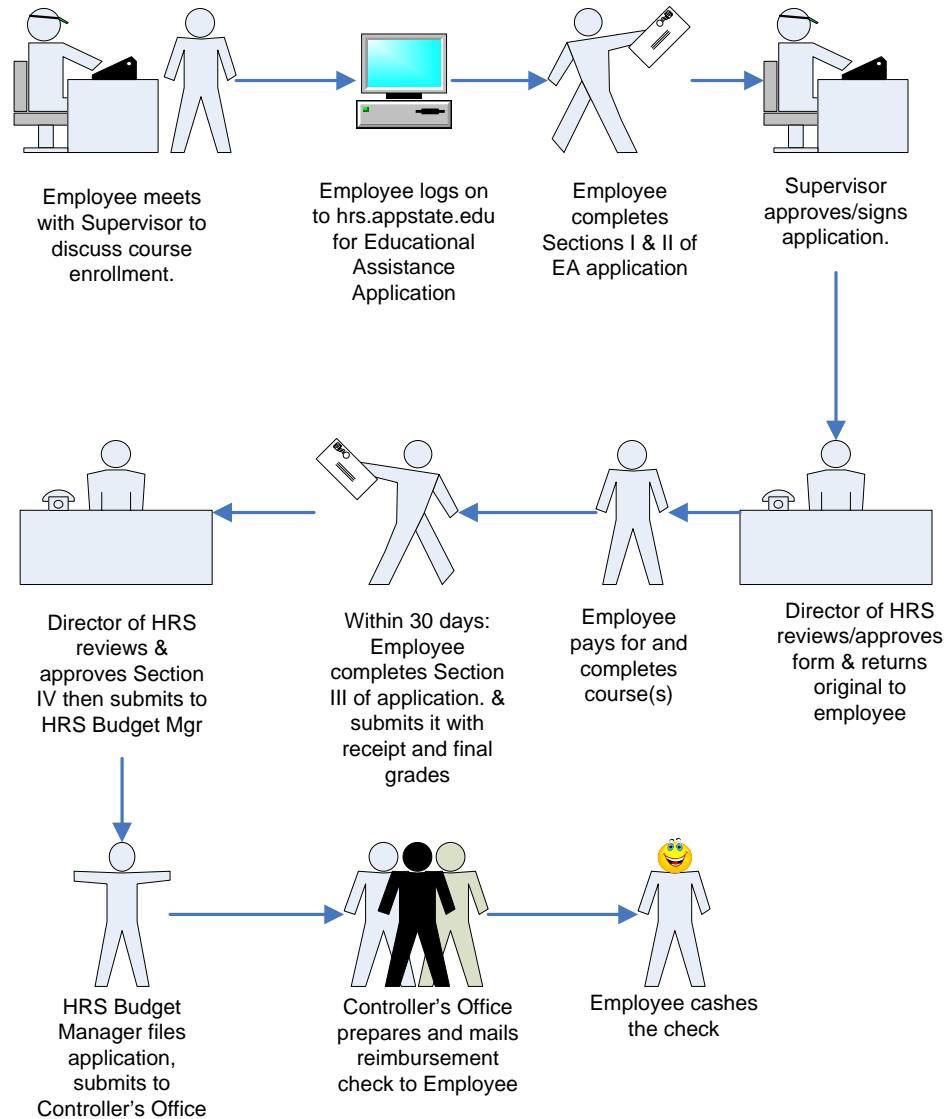 Employee meets
with Supervisor to
discuss course
enrollment.
Employee logs on
to hrs.appstate.edu
for Educational
Assistance
Application
Employee
completes
Sections I & II of
EA application
Supervisor
approves/signs
application.
Director of HRS
reviews/approves
form & returns
original to
employee
Employee
pays for and
completes
course(s)
Within 30 days:
Employee
completes Section
III of application. &
submits it with
receipt and final
grades
Director of HRS
reviews &
approves Section
IV then submits to
HRS Budget Mgr
HRS Budget
Manager files
application,
submits to
Controller's Office
Controller's Office
prepares and mails
reimbursement
check to Employee
Employee cashes
the check